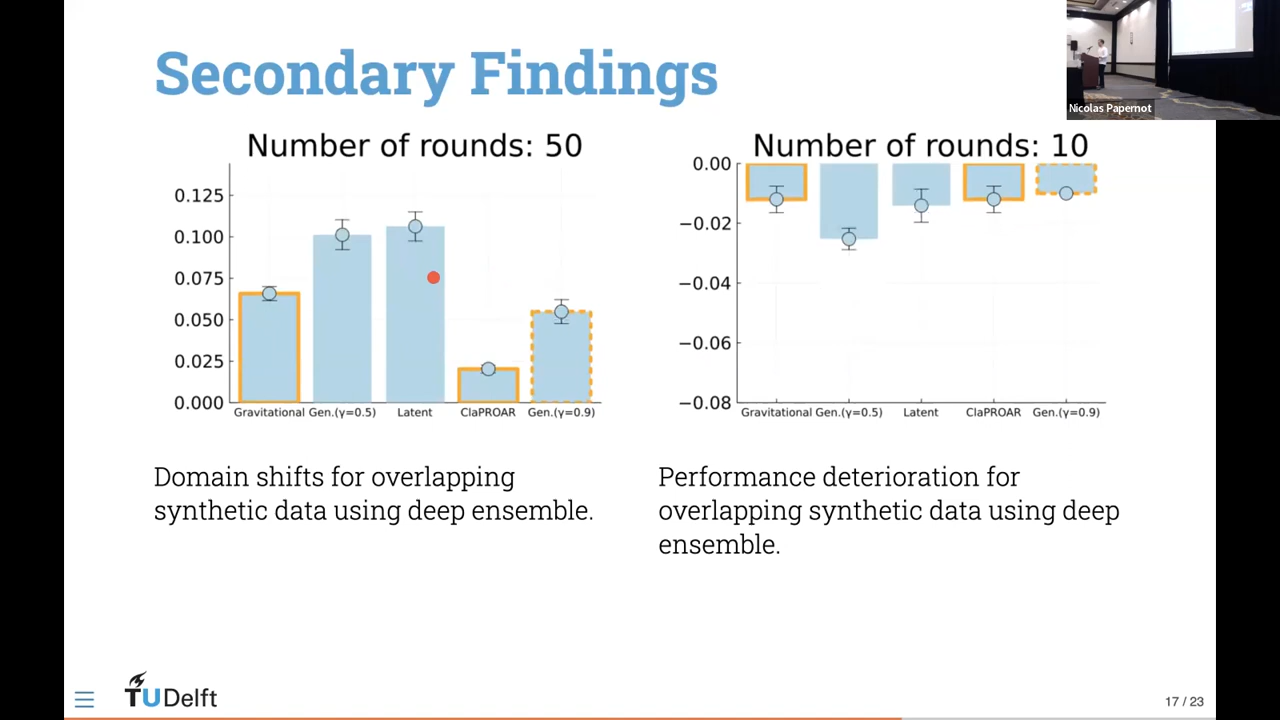 Secondary Findings
Nicolas Papernot
Number of rounds: 50
0.125
0.100
0.075
0.050
0.025
0.000
Gravitational Gen.(γ=0.5) Latent ClaPROAR Gen.(γ=0.9)
Number of rounds: 10
0.00
−0.02
−0.04
−0.06
−0.08
Gravitational Gen.(γ=0.5) Latent ClaPROAR Gen.(γ=0.9)
Domain shifts for overlapping
synthetic data using deep ensemble.
Performance deterioration for
overlapping synthetic data using deep
ensemble.
TUDelft
17 / 23